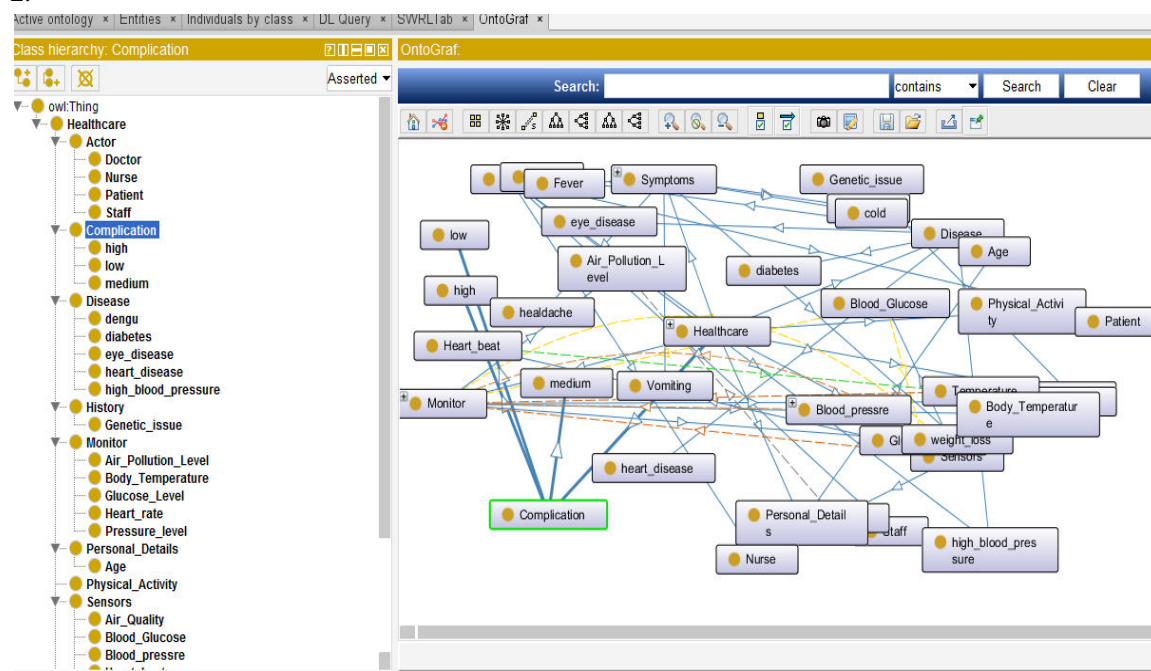 2.
Active ontology × Entities × Individuals by class × DL Query × SWRLTab × OntoGraf ×
Class hierarchy: Complication
Asserted
owl:Thing
Healthcare
Actor
Doctor
Nurse
Patient
Staff
Complication
high
low
medium
Disease
dengu
diabetes
eye_disease
heart_disease
high_blood_pressure
History
Genetic_issue
Monitor
Air_Pollution_Level
Body_Temperature
Glucose_Level
Heart_rate
Pressure_level
Personal_Details
Age
Physical_Activity
Sensors
Air_Quality
Blood_Glucose
Blood_pressre
OntoGraf:
Search: contains Search Clear
Fever
Symptoms
Genetic_issue
cold
eye_disease
low
Disease
Age
Air_Pollution_L
evel
diabetes
high
Blood_Glucose
Physical_Activi
ty
healdache
Patient
Healthcare
Heart_beat
medium
Vomiting
Temperature
Monitor
Blood_pressre
Body_Temperatur
e
Gl
weight_loss
Sensors
heart_disease
Complication
Personal_Detail
s
Staff
high_blood_pres
sure
Nurse